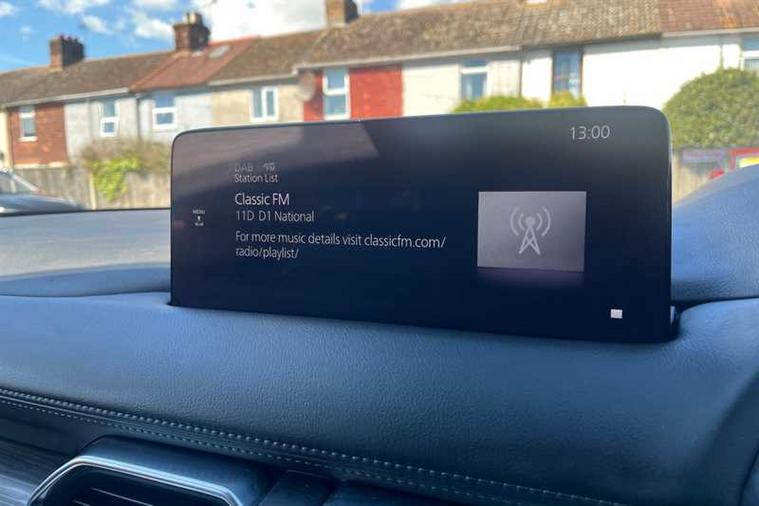 13:00
DAB
Station List
Classic FM
11D D1 National
For more music details visit classicfm.com/
radio/playlist/
MENU